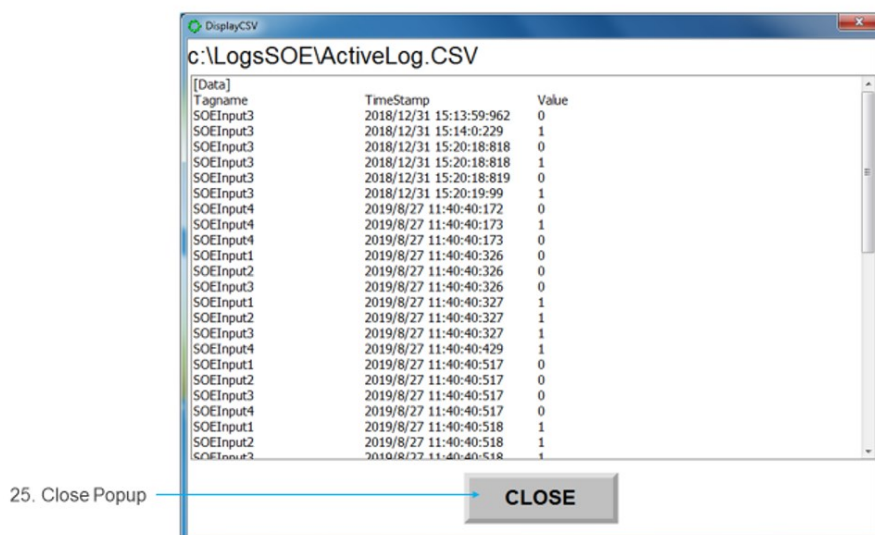 DisplayCSV
c:\LogsSOE\ActiveLog.CSV
[Data]
Tagname TimeStamp Value
SOEInput3 2018/12/31 15:13:59:962 0
SOEInput3 2018/12/31 15:14:0:229 1
SOEInput3 2018/12/31 15:20:18:818 0
SOEInput3 2018/12/31 15:20:18:818 1
SOEInput3 2018/12/31 15:20:18:819 0
SOEInput3 2018/12/31 15:20:19:99 1
SOEInput4 2019/8/27 11:40:40:172 0
SOEInput4 2019/8/27 11:40:40:173 1
SOEInput4 2019/8/27 11:40:40:173 0
SOEInput1 2019/8/27 11:40:40:326 0
SOEInput2 2019/8/27 11:40:40:326 0
SOEInput3 2019/8/27 11:40:40:326 0
SOEInput1 2019/8/27 11:40:40:327 1
SOEInput2 2019/8/27 11:40:40:327 1
SOEInput3 2019/8/27 11:40:40:327 1
SOEInput4 2019/8/27 11:40:40:429 1
SOEInput1 2019/8/27 11:40:40:517 0
SOEInput2 2019/8/27 11:40:40:517 0
SOEInput3 2019/8/27 11:40:40:517 0
SOEInput4 2019/8/27 11:40:40:517 0
SOEInput1 2019/8/27 11:40:40:518 1
SOEInput2 2019/8/27 11:40:40:518 1
SOEInput3 2019/8/27 11:40:40:518 1
25. Close Popup
CLOSE